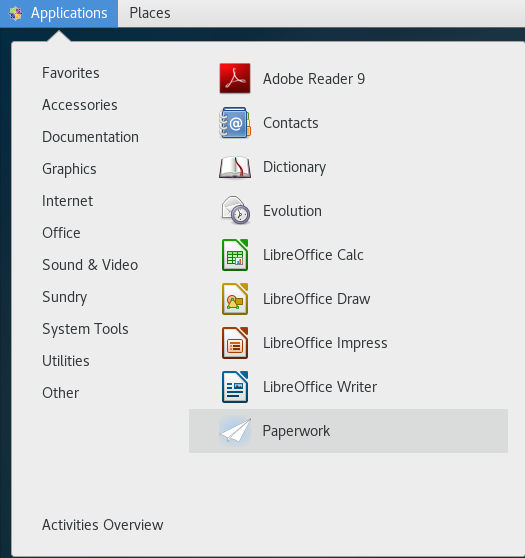 Applications Places
Favorites
Accessories
Documentation
Graphics
Internet
Office
Sound & Video
Sundry
System Tools
Utilities
Other
Activities Overview
Adobe Reader 9
Contacts
Dictionary
Evolution
LibreOffice Calc
LibreOffice Draw
LibreOffice Impress
LibreOffice Writer
Paperwork